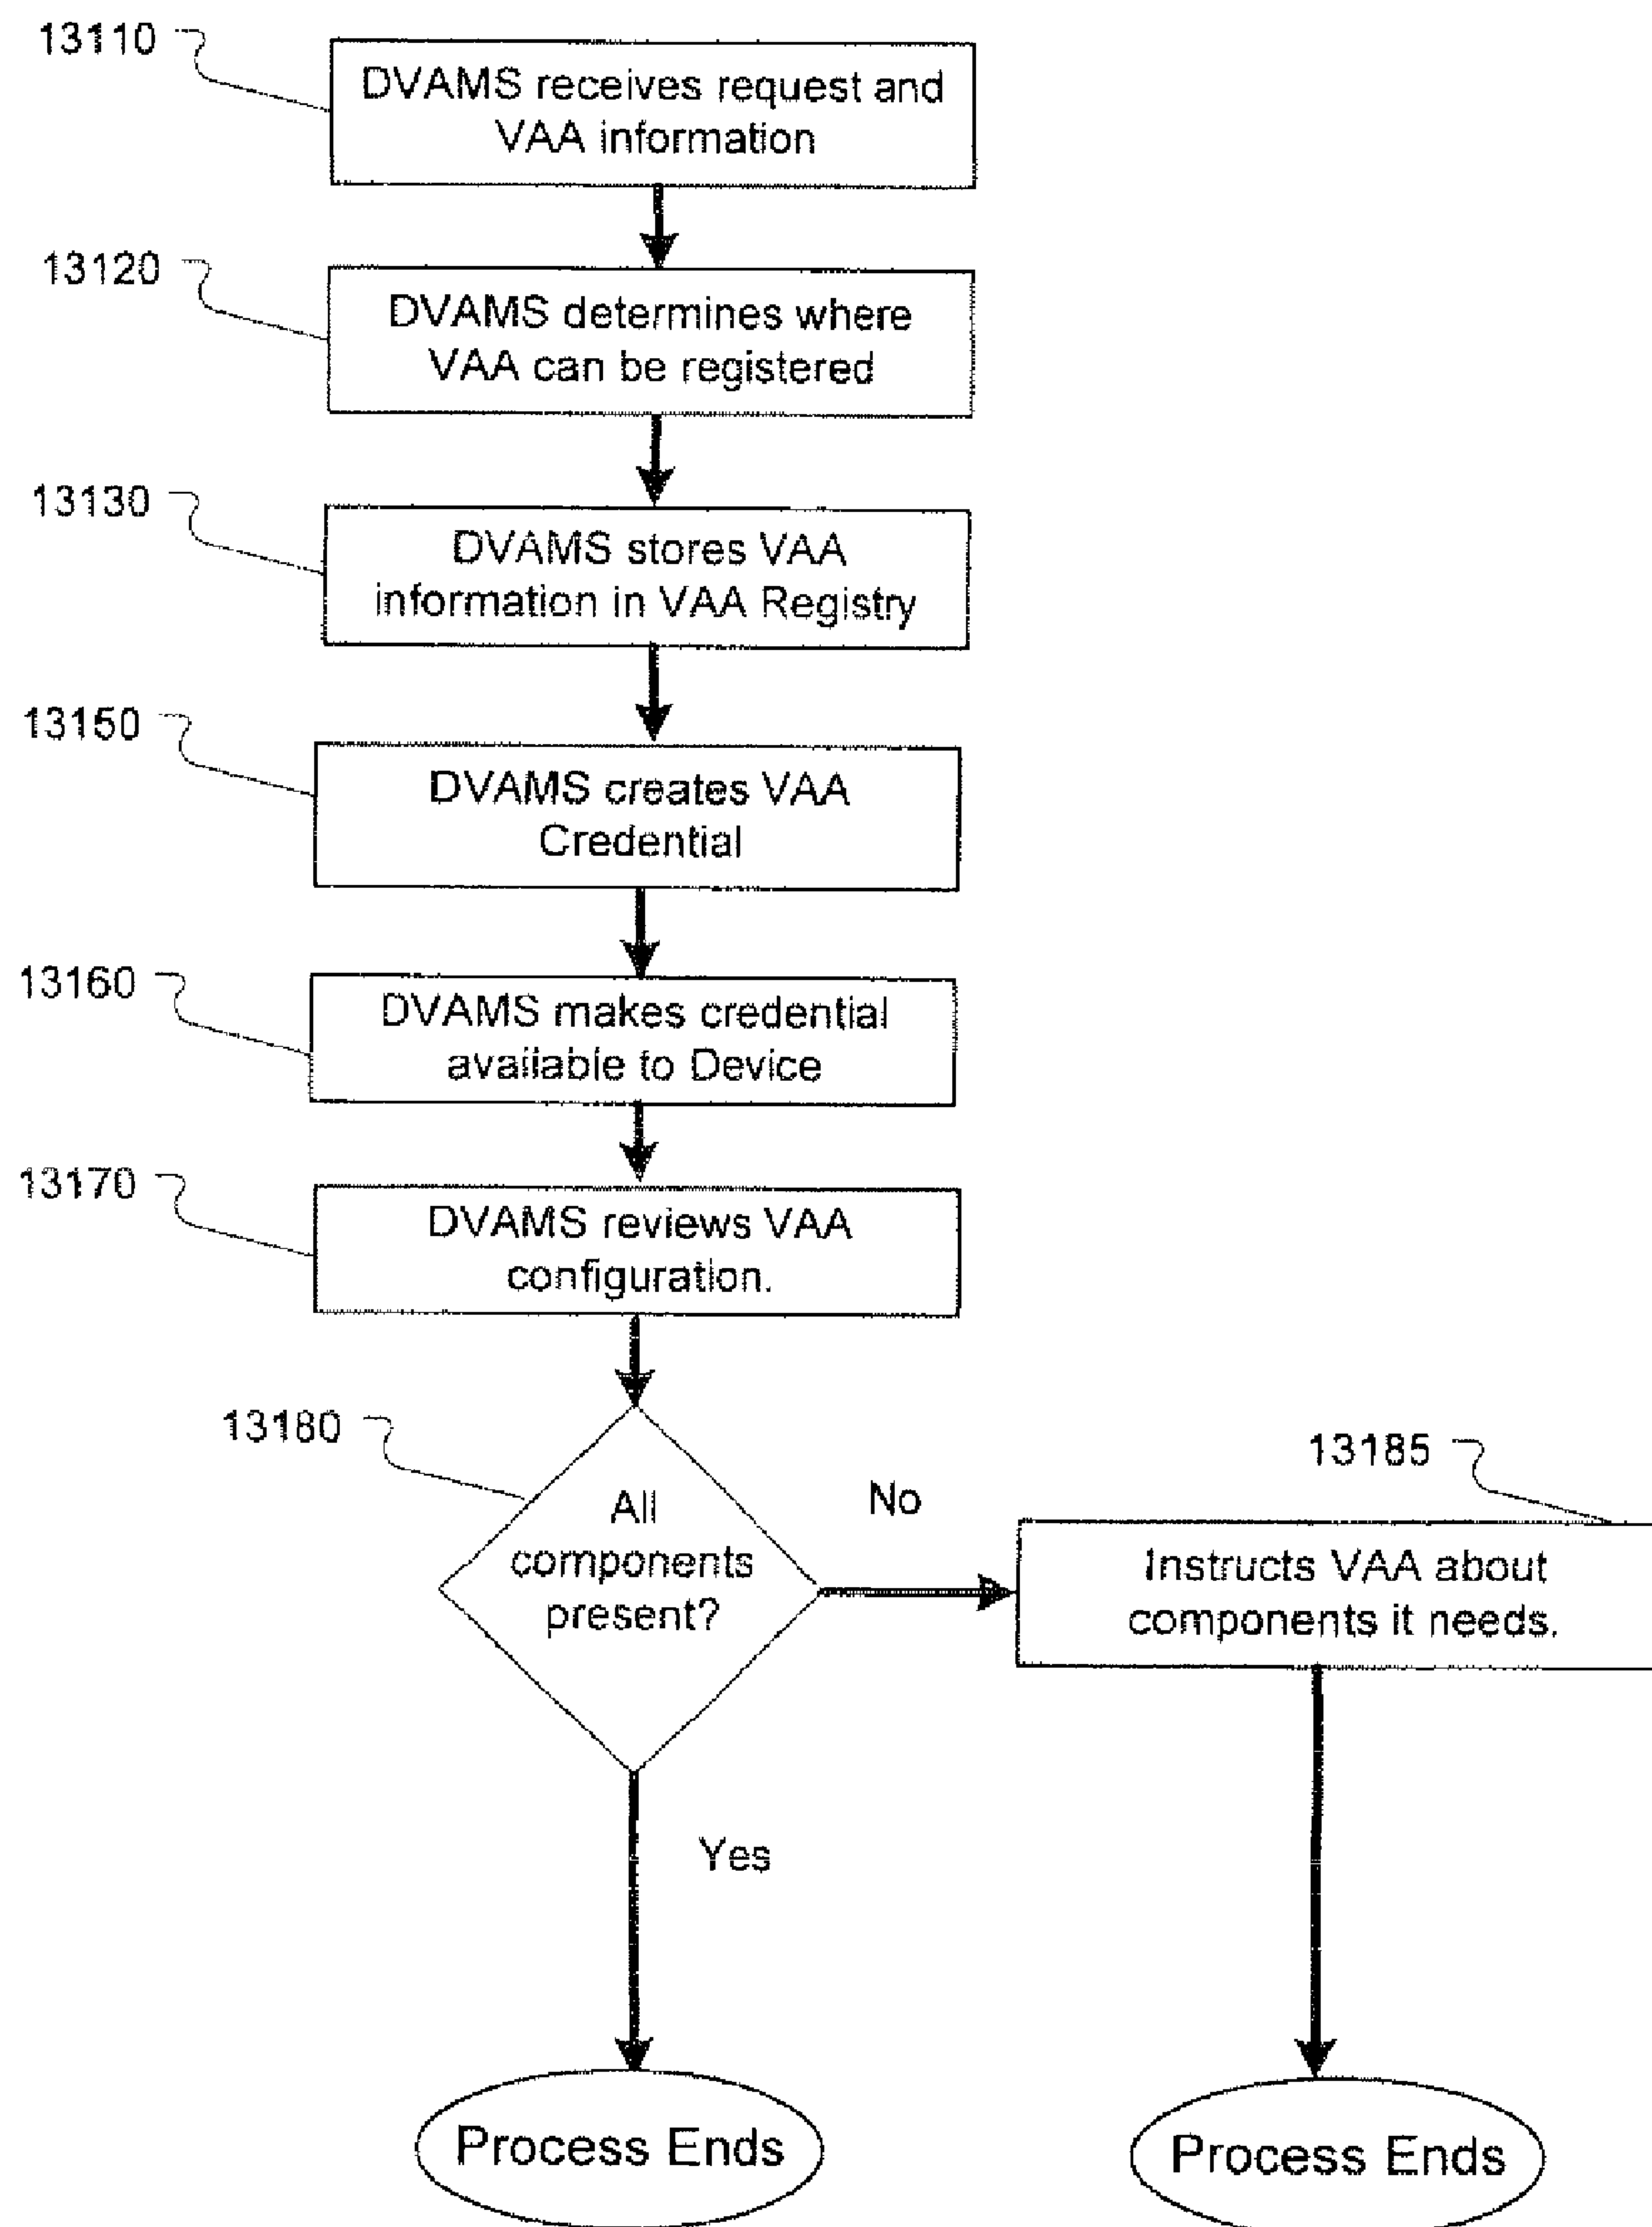 13110
DVAMS receives request and
VAA information
13120
DVAMS determines where
VAA can be registered
13130
DVAMS stores VAA
information in VAA Registry
13150
DVAMS creates VAA
Credential
13160
DVAMS makes credential
available to Device
13170
DVAMS reviews VAA
configuration.
13180
All
components
present?
No
13185
Instructs VAA about
components it needs.
Yes
Process Ends
Process Ends